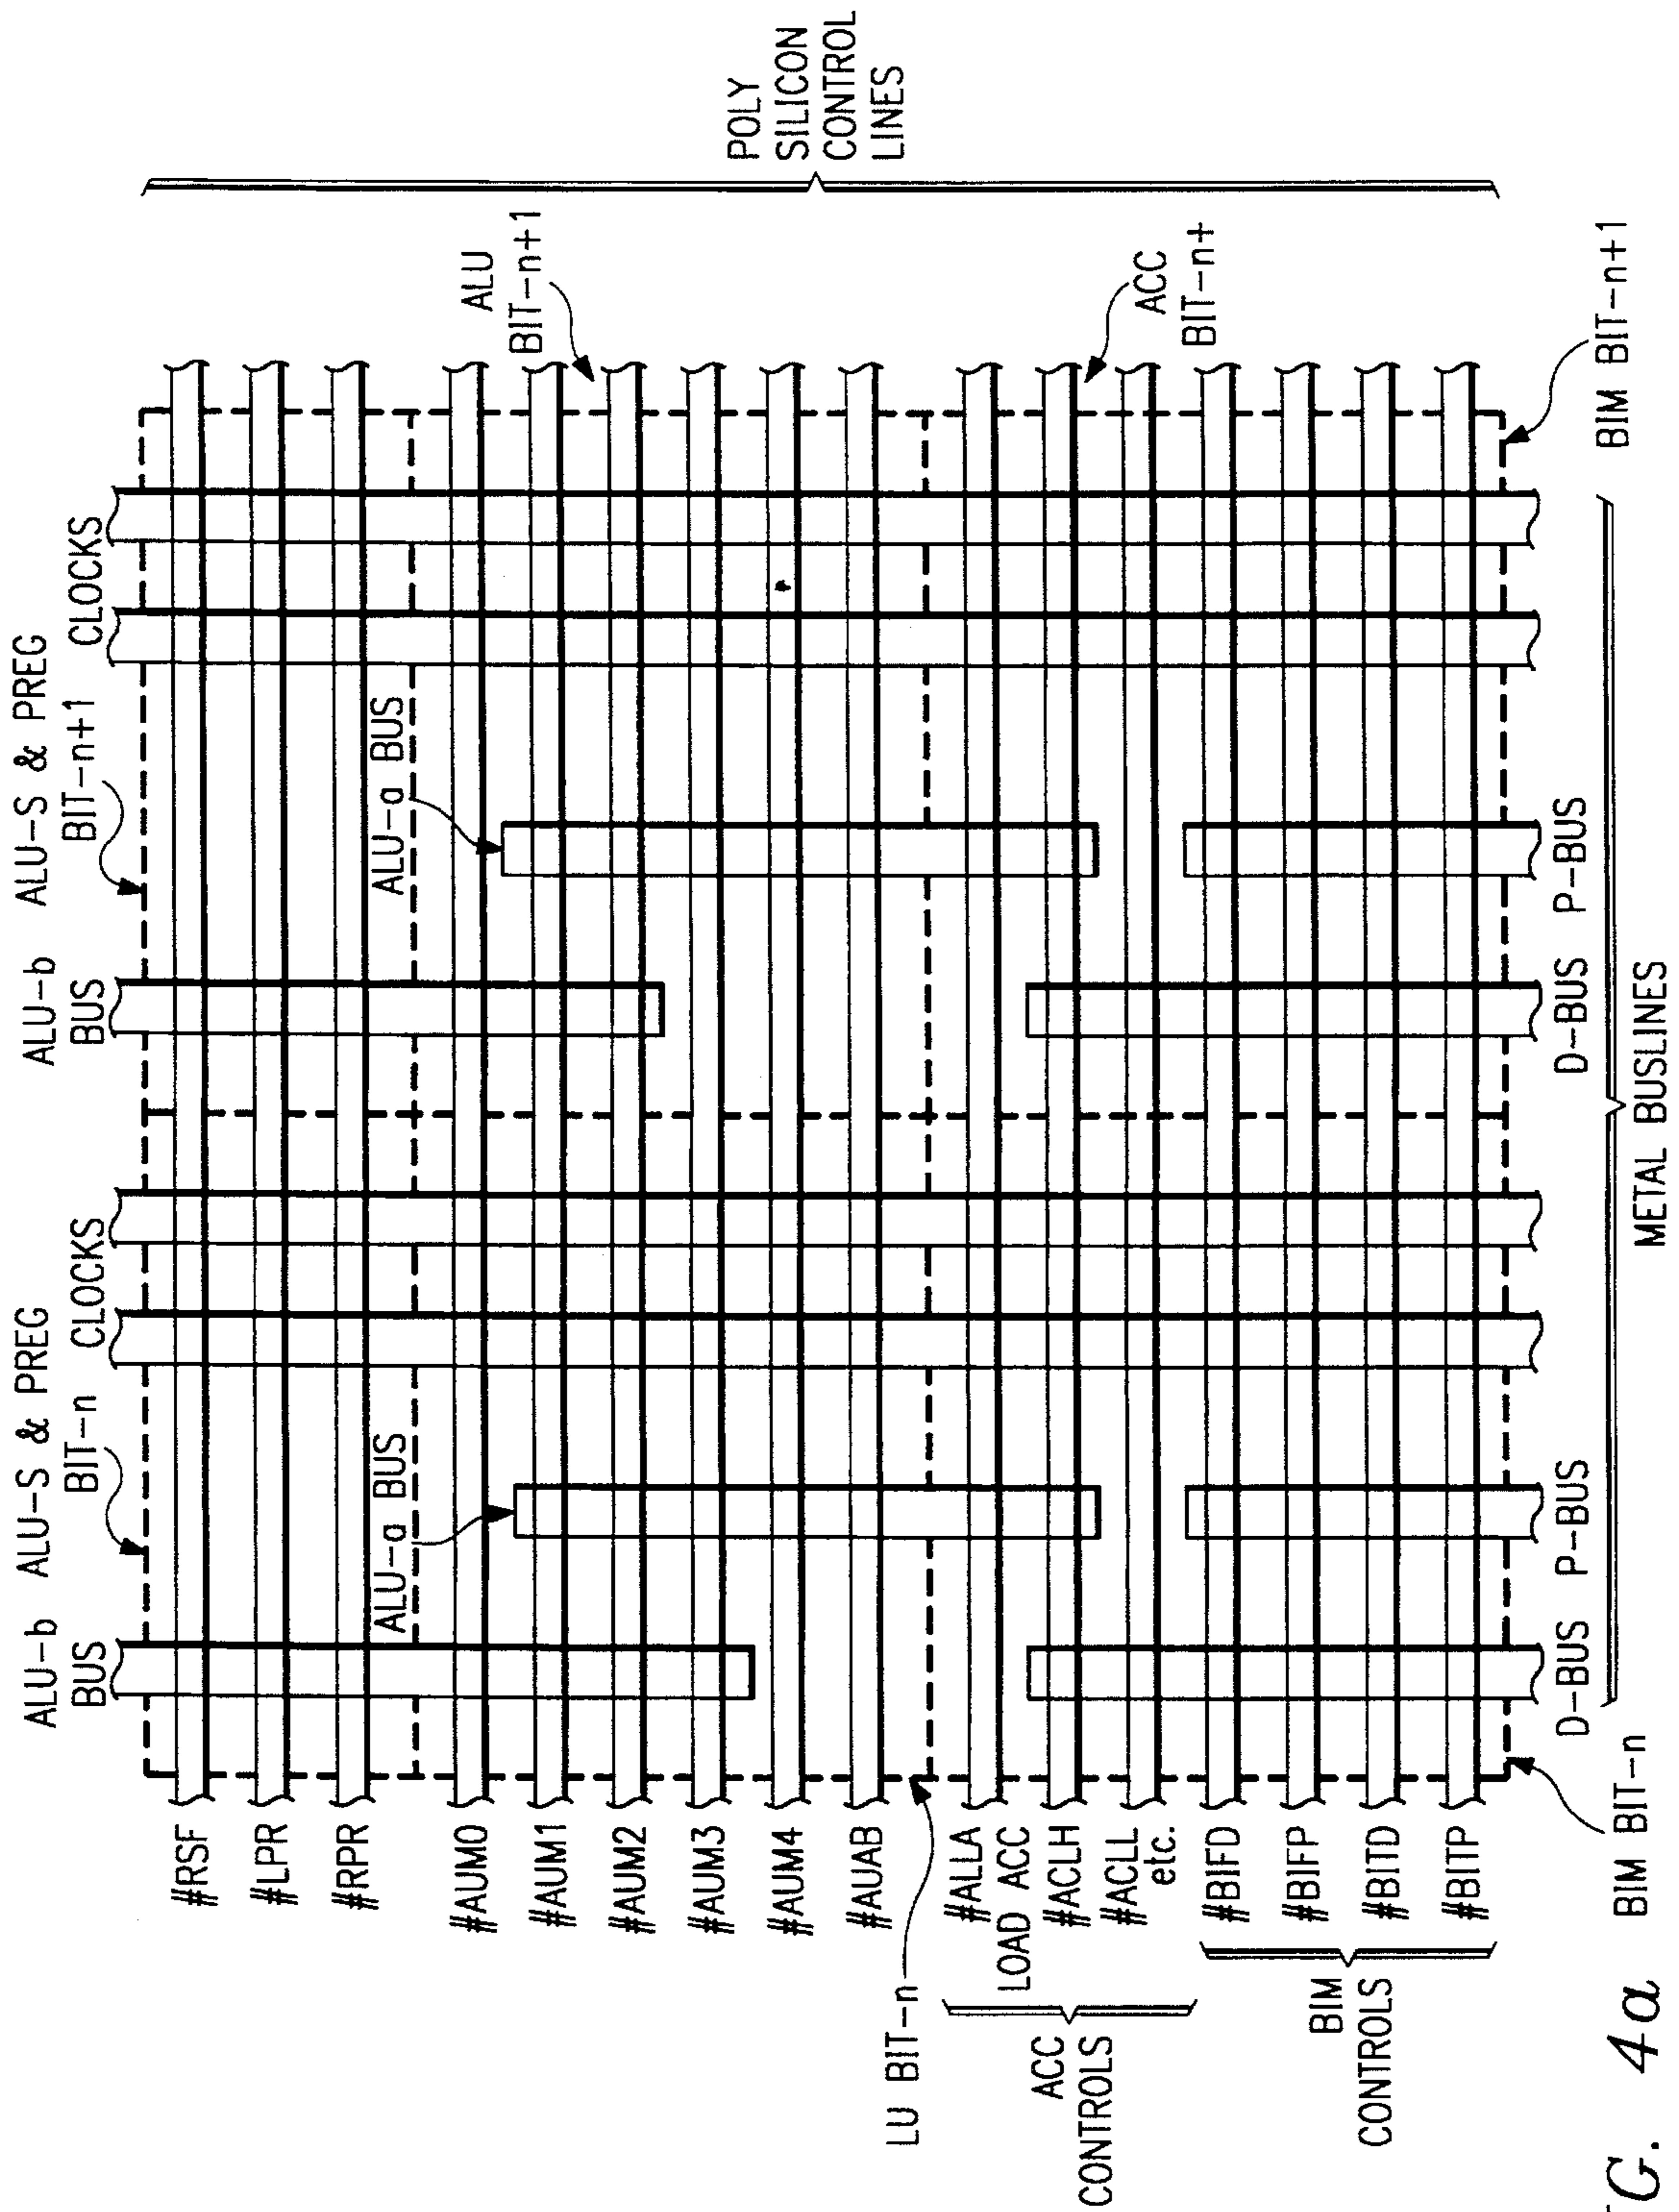 ALU-b
BUS
ALU-S & PREG
BIT-n
CLOCKS
ALU-b
BUS
ALU-S & PREG
BIT-n+1
CLOCKS
ALU-a BUS
ALU-a BUS
#RSF
#LPR
#RPR
#AUM0
#AUM1
#AUM2
#AUM3
#AUM4
#AUAB
#ALLA
LOAD ACC
#ACLH
#ACLL
etc.
#BIFD
#BIFP
#BITD
#BITP
LU BIT-n
ACC
CONTROLS
BIM
CONTROLS
ALU
BIT-n+1
ACC
BIT-n+
POLY
SILICON
CONTROL
LINES
D-BUS
P-BUS
D-BUS
P-BUS
BIM BIT-n
BIM BIT-n+1
METAL BUSLINES
G. 4a